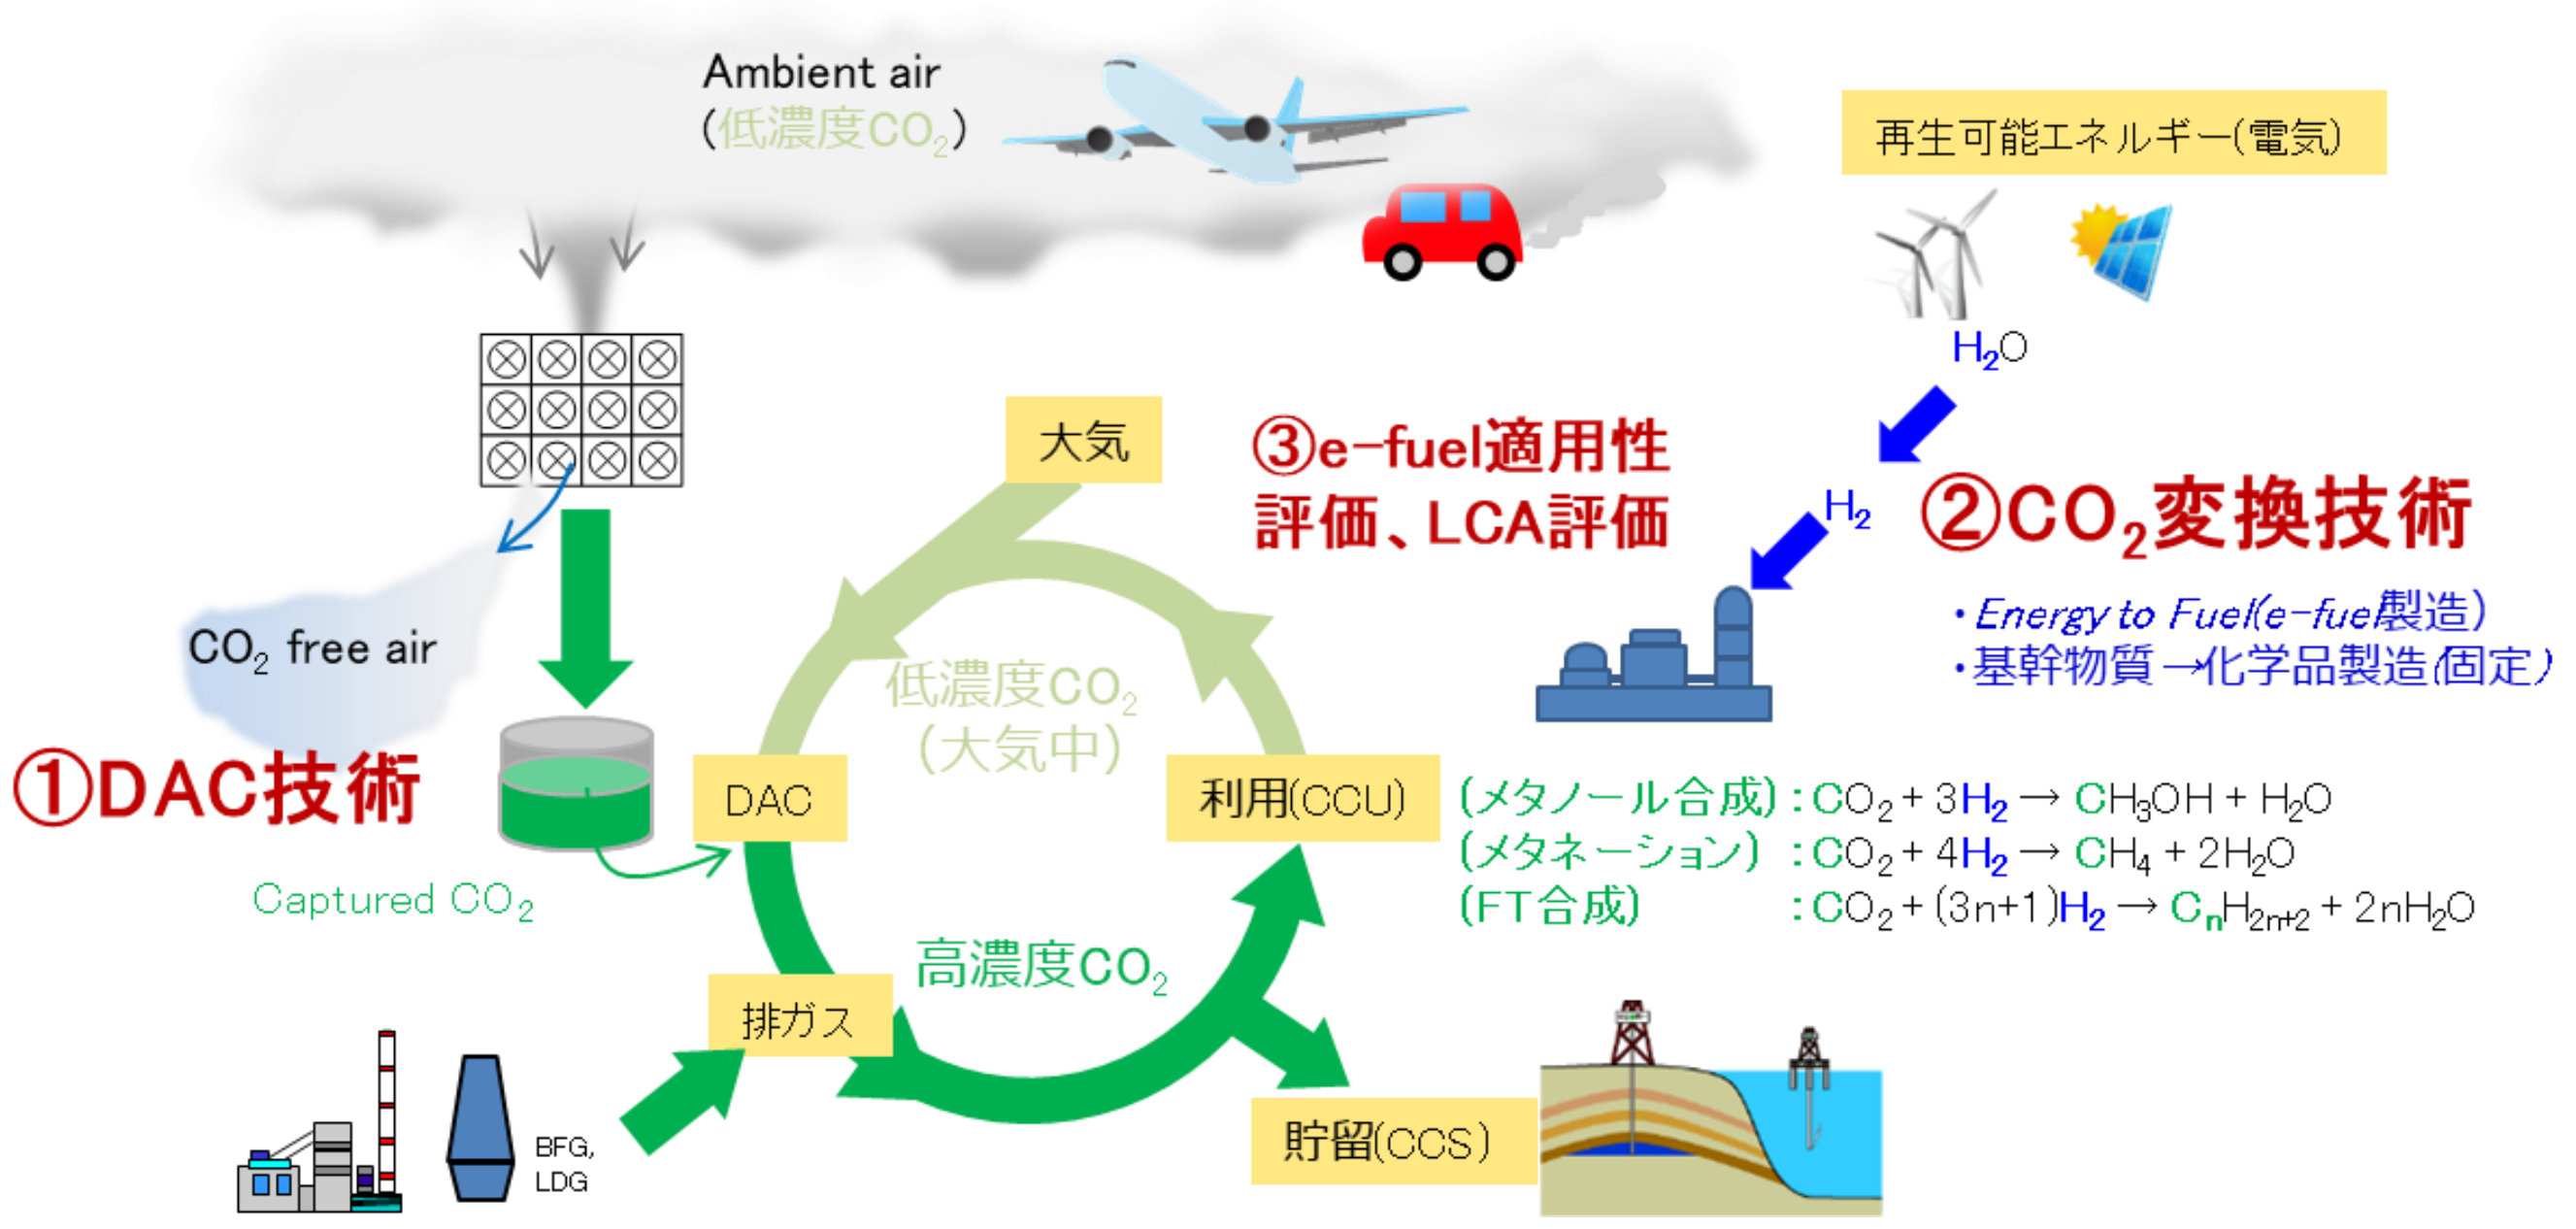 Ambient air
(低濃度CO₂)
再生可能エネルギー(電気)
H₂O
H₂
大気
③e-fuel適用性
評価、LCA評価
②CO₂変換技術
・Energy to Fuel(e-fuel製造)
・基幹物質→化学品製造(固定)
CO₂ free air
低濃度CO₂
(大気中)
①DAC技術
DAC
利用(CCU)
(メタノール合成):CO₂ + 3H₂ → CH₃OH + H₂O
(メタネーション) :CO₂ + 4H₂ → CH₄ + 2H₂O
(FT合成) :CO₂ + (3n+1)H₂ → CₙH₂ₙ₊₂ + 2nH₂O
Captured CO₂
高濃度CO₂
排ガス
BFG,
LDG
貯留(CCS)